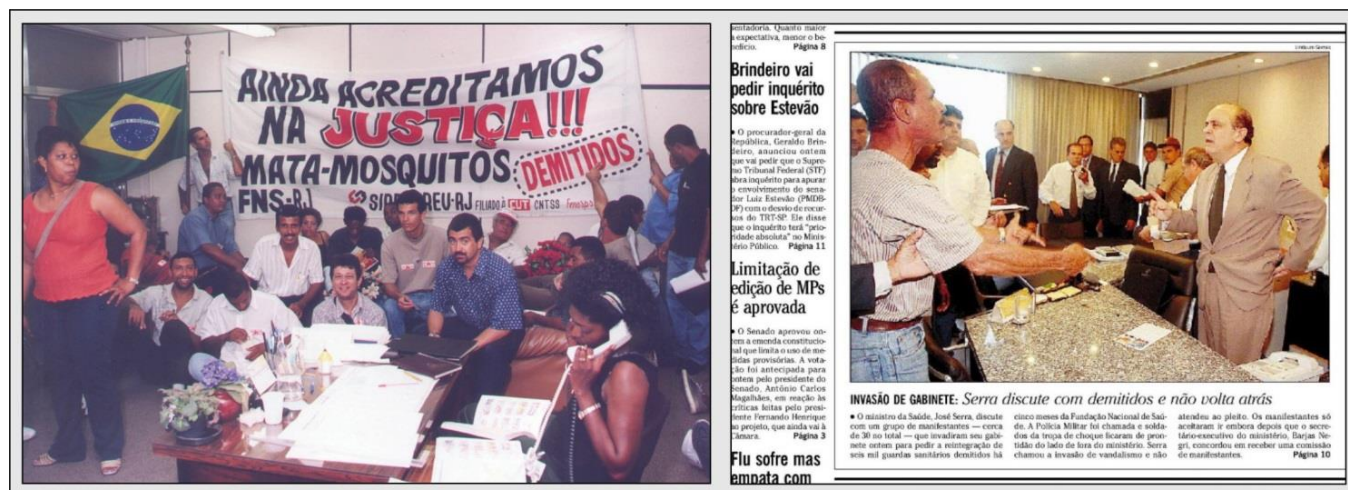 AINDA ACREDITAMOS
NA JUSTIÇA!!!
MATA-MOSQUITOS DEMITIDOS
FNS-RJ
REU-RJ FILIADO À CUT CNTSS
sentadoria. Quanto maior
a expectativa, menor o be-
nefício. Página 8
Brindeiro vai
pedir inquérito
sobre Estevão
• O procurador-geral da
República, Geraldo Brin-
deiro, anunciou ontem
que vai pedir que o Supre-
mo Tribunal Federal (STF)
abra inquérito para apurar
o envolvimento do sena-
dor Luiz Estevão (PMDB-
DF) com o desvio de recur-
sos do TRT-SP. Ele disse
que o inquérito terá "prio-
ridade absoluta" no Minis-
tério Público. Página 11
Limitação de
edição de MPs
é aprovada
• O Senado aprovou on-
tem a emenda constitucio-
nal que limita o uso de me-
didas provisórias. A vota-
ção foi antecipada para
ontem pelo presidente do
Senado, Antônio Carlos
Magalhães, em reação às
críticas feitas pelo presi-
dente Fernando Henrique
ao projeto, que ainda vai à
Câmara. Página 3
Flu sofre mas
empata com
INVASÃO DE GABINETE: Serra discute com demitidos e não volta atrás
• O ministro da Saúde, José Serra, discute
com um grupo de manifestantes — cerca
de 30 no total — que invadiram seu gabi-
nete ontem para pedir a reintegração de
seis mil guardas sanitários demitidos há
cinco meses da Fundação Nacional de Saú-
de. A Polícia Militar foi chamada e solda-
dos da tropa de choque ficaram de pron-
tidão do lado de fora do ministério. Serra
chamou a invasão de vandalismo e não
atendeu ao pleito. Os manifestantes só
aceitaram ir embora depois que o secre-
tário-executivo do ministério, Barjas Ne-
gri, concordou em receber uma comissão
de manifestantes. Página 10